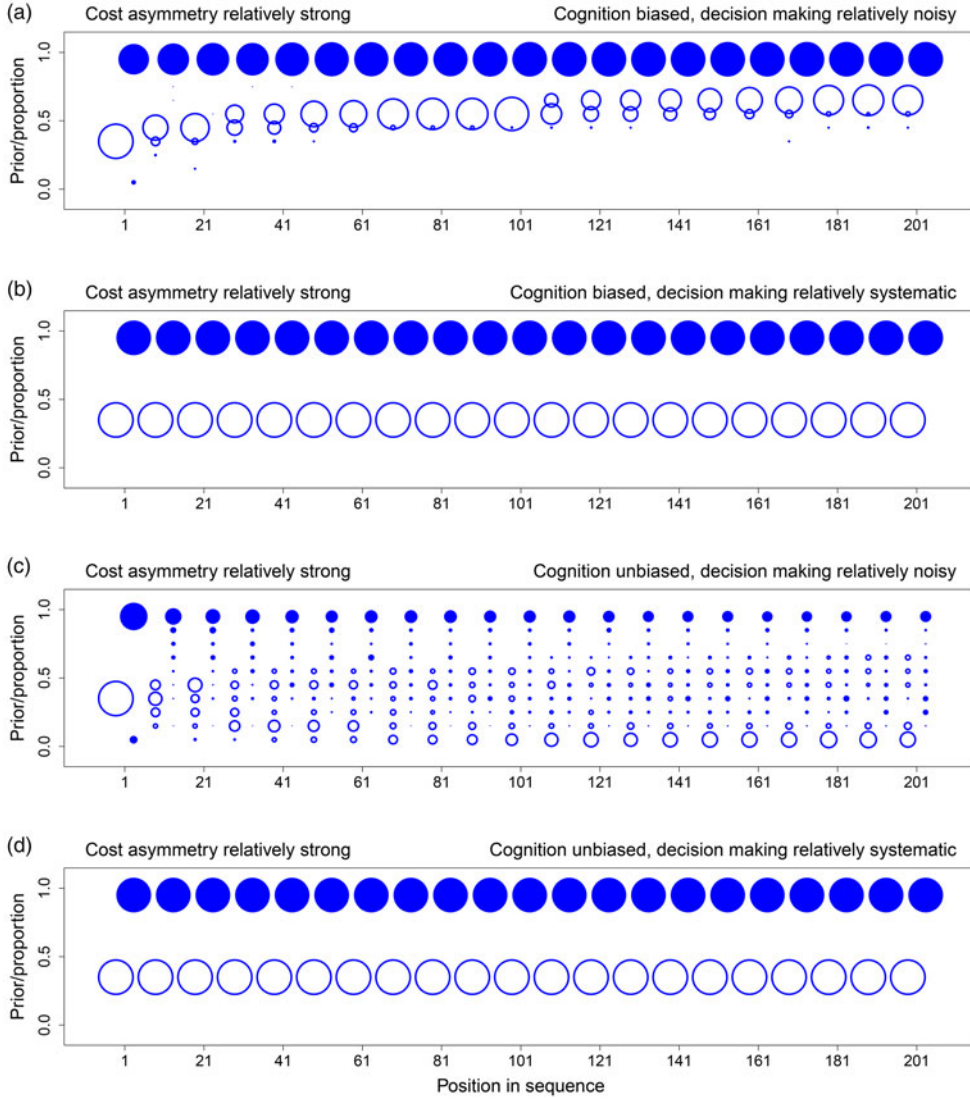 (a) Cost asymmetry relatively strong Cognition biased, decision making relatively noisy
Prior/proportion
1.0
0.5
0.0
1 21 41 61 81 101 121 141 161 181 201
(b) Cost asymmetry relatively strong Cognition biased, decision making relatively systematic
Prior/proportion
1.0
0.5
0.0
1 21 41 61 81 101 121 141 161 181 201
(c) Cost asymmetry relatively strong Cognition unbiased, decision making relatively noisy
Prior/proportion
1.0
0.5
0.0
1 21 41 61 81 101 121 141 161 181 201
(d) Cost asymmetry relatively strong Cognition unbiased, decision making relatively systematic
Prior/proportion
1.0
0.5
0.0
1 21 41 61 81 101 121 141 161 181 201
Position in sequence